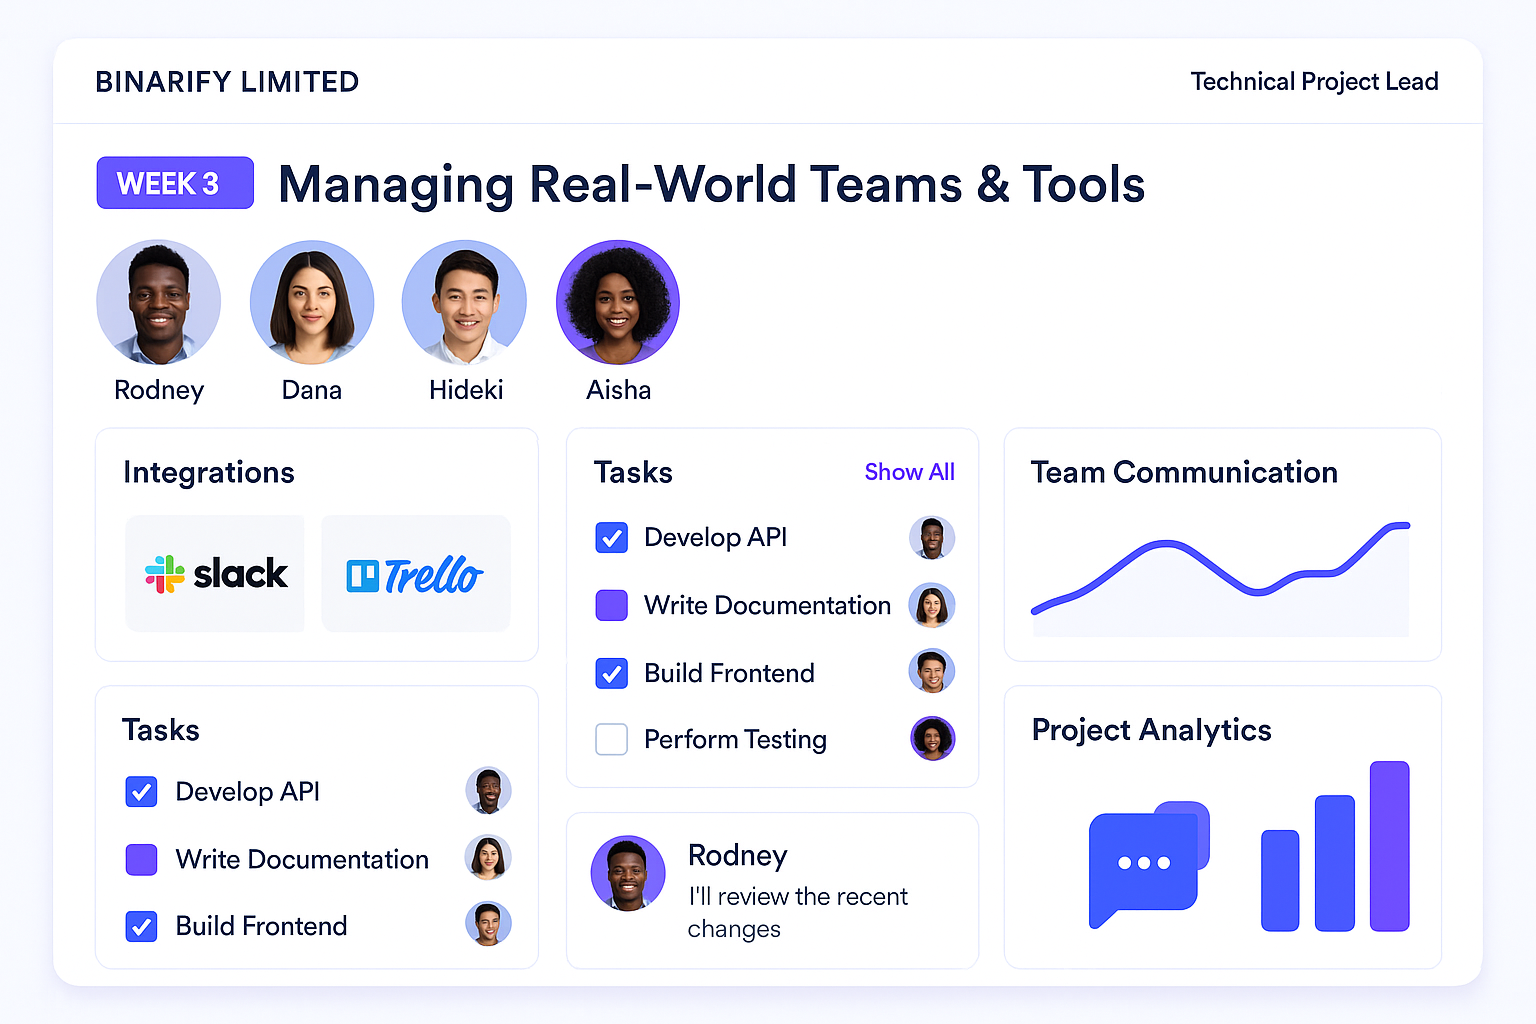 BINARIFY LIMITED
Technical Project Lead
WEEK 3
Managing Real-World Teams & Tools
Rodney
Dana
Hideki
Aisha
Integrations
slack
Trello
Tasks
Develop API
Write Documentation
Build Frontend
Tasks
Show All
Develop API
Write Documentation
Build Frontend
Perform Testing
Rodney
I'll review the recent
changes
Team Communication
Project Analytics